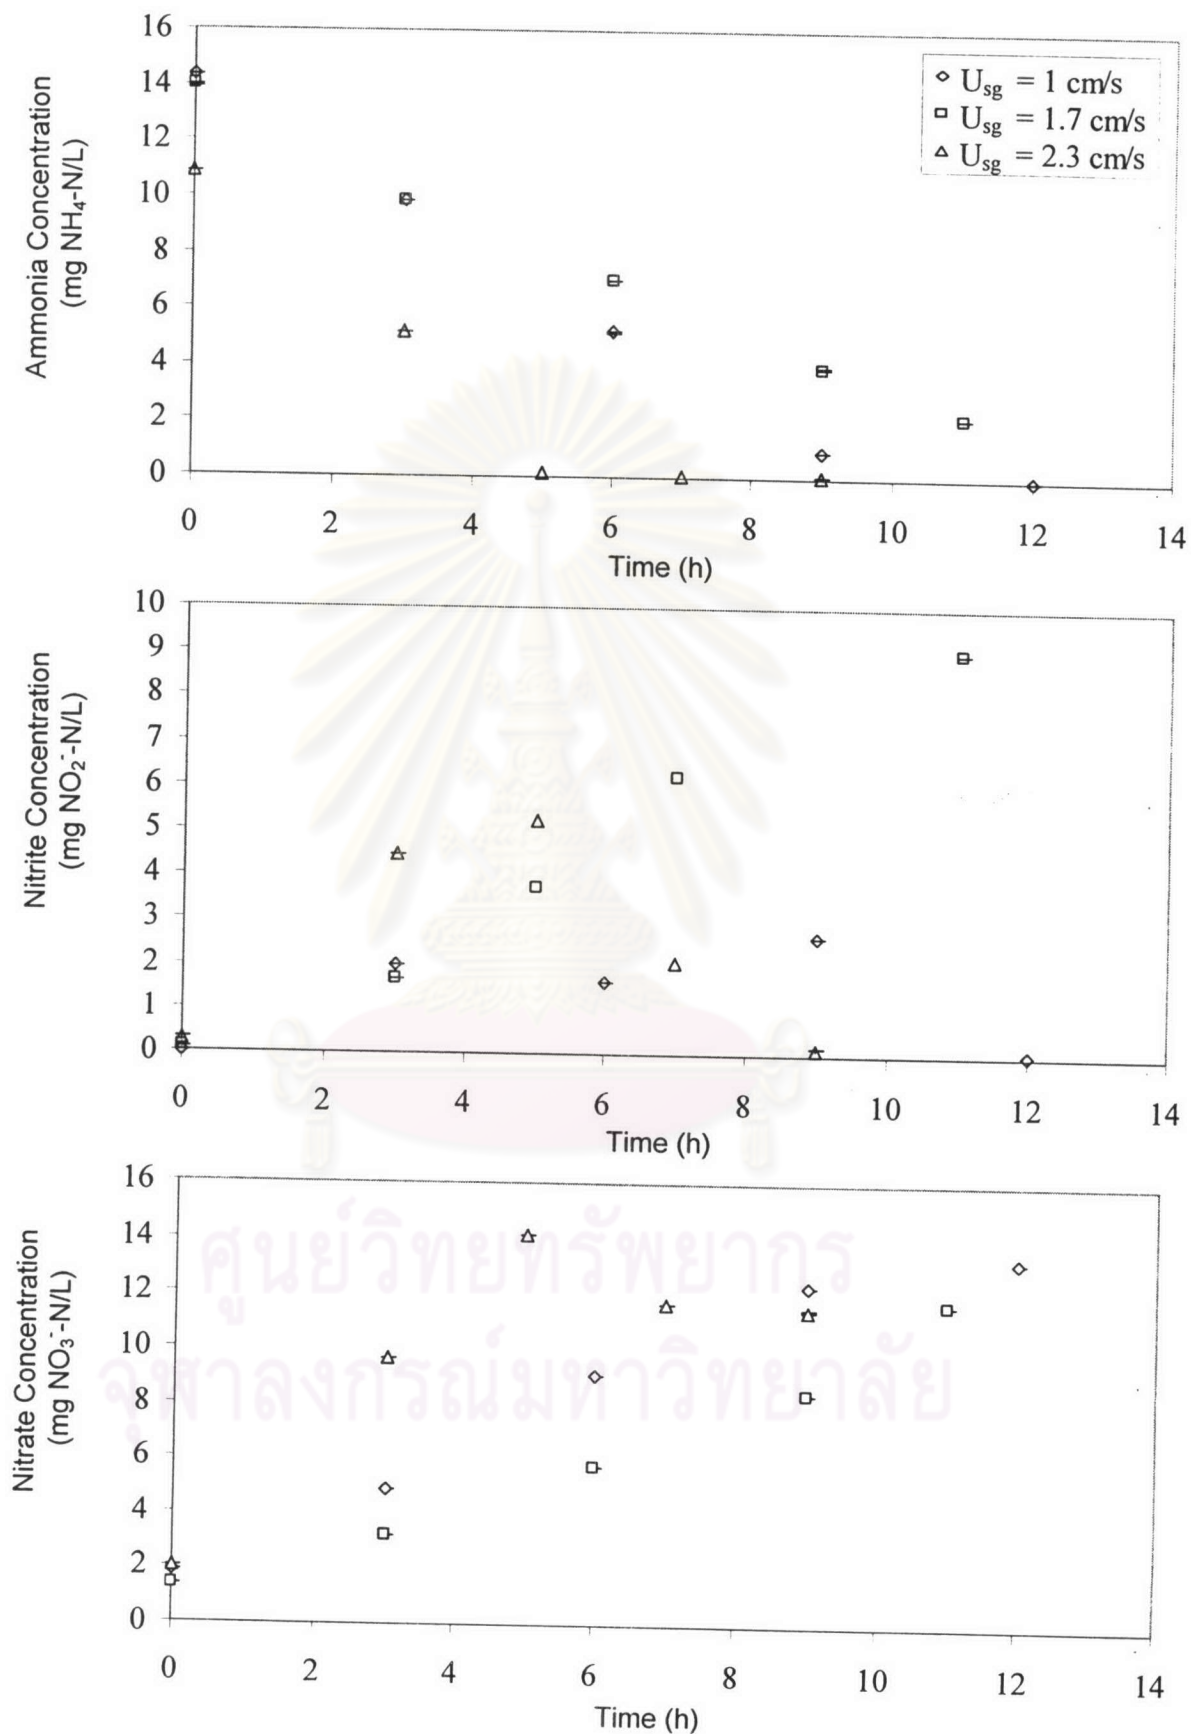 16
14
12
10
8
6
4
2
0
Ammonia Concentration
(mg NH₄-N/L)
U_sg = 1 cm/s
U_sg = 1.7 cm/s
U_sg = 2.3 cm/s
0 2 4 6 8 10 12 14
Time (h)
10
9
8
7
6
5
4
3
2
1
0
Nitrite Concentration
(mg NO₂⁻-N/L)
0 2 4 6 8 10 12 14
Time (h)
16
14
12
10
8
6
4
2
0
Nitrate Concentration
(mg NO₃⁻-N/L)
ศูนย์วิทยทรัพยากร
จุฬาลงกรณ์มหาวิทยาลัย
0 2 4 6 8 10 12 14
Time (h)